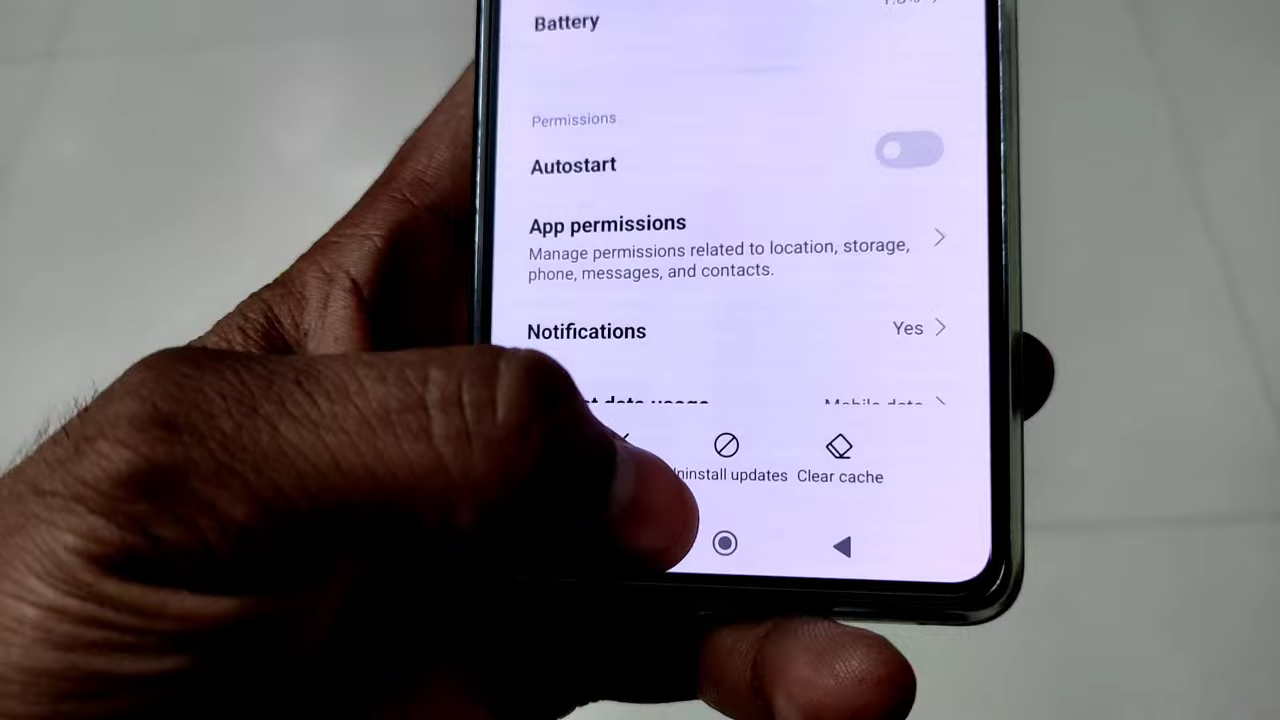 Battery
Permissions
Autostart
App permissions
Manage permissions related to location, storage,
phone, messages, and contacts.
Notifications
Yes
data usage
Mobile data
ninstall updates
Clear cache